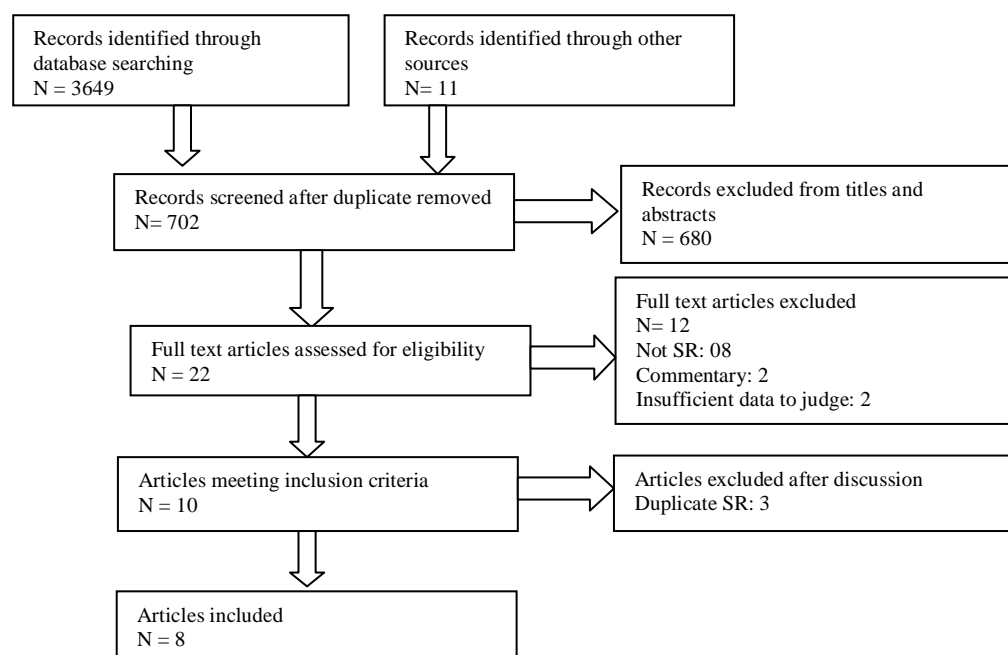 Records identified through
database searching
N = 3649
Records identified through other
sources
N= 11
Records screened after duplicate removed
N= 702
Records excluded from titles and
abstracts
N = 680
Full text articles assessed for eligibility
N = 22
Full text articles excluded
N= 12
Not SR: 08
Commentary: 2
Insufficient data to judge: 2
Articles meeting inclusion criteria
N = 10
Articles excluded after discussion
Duplicate SR: 3
Articles included
N = 8